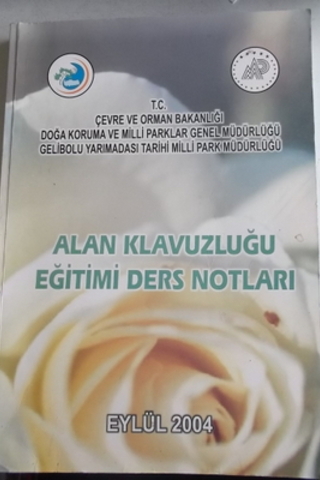 T.C.
ÇEVRE VE ORMAN BAKANLIĞI
DOĞA KORUMA VE MİLLİ PARKLAR GENEL MÜDÜRLÜĞÜ
GELİBOLU YARIMADASI TARİHİ MİLLİ PARK MÜDÜRLÜĞÜ
ALAN KLAVUZLUĞU
EĞİTİMİ DERS NOTLARI
EYLÜL 2004